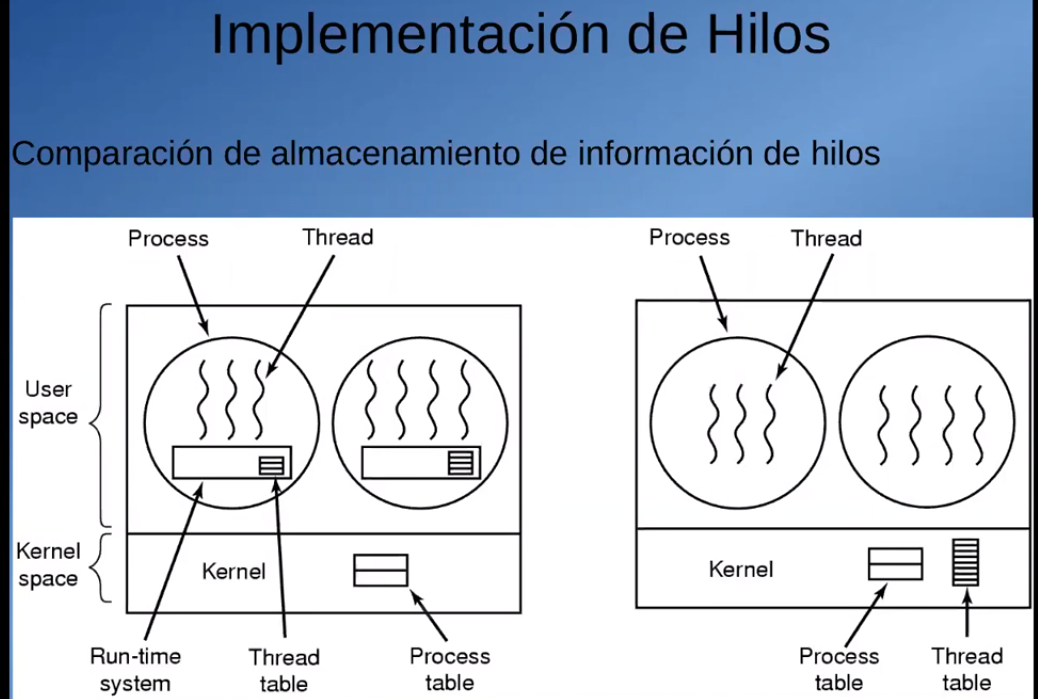 Implementación de Hilos
Comparación de almacenamiento de información de hilos
Process
Thread
User
space
Kernel
space
Kernel
Run-time
system
Thread
table
Process
table
Process
Thread
Kernel
Process
table
Thread
table